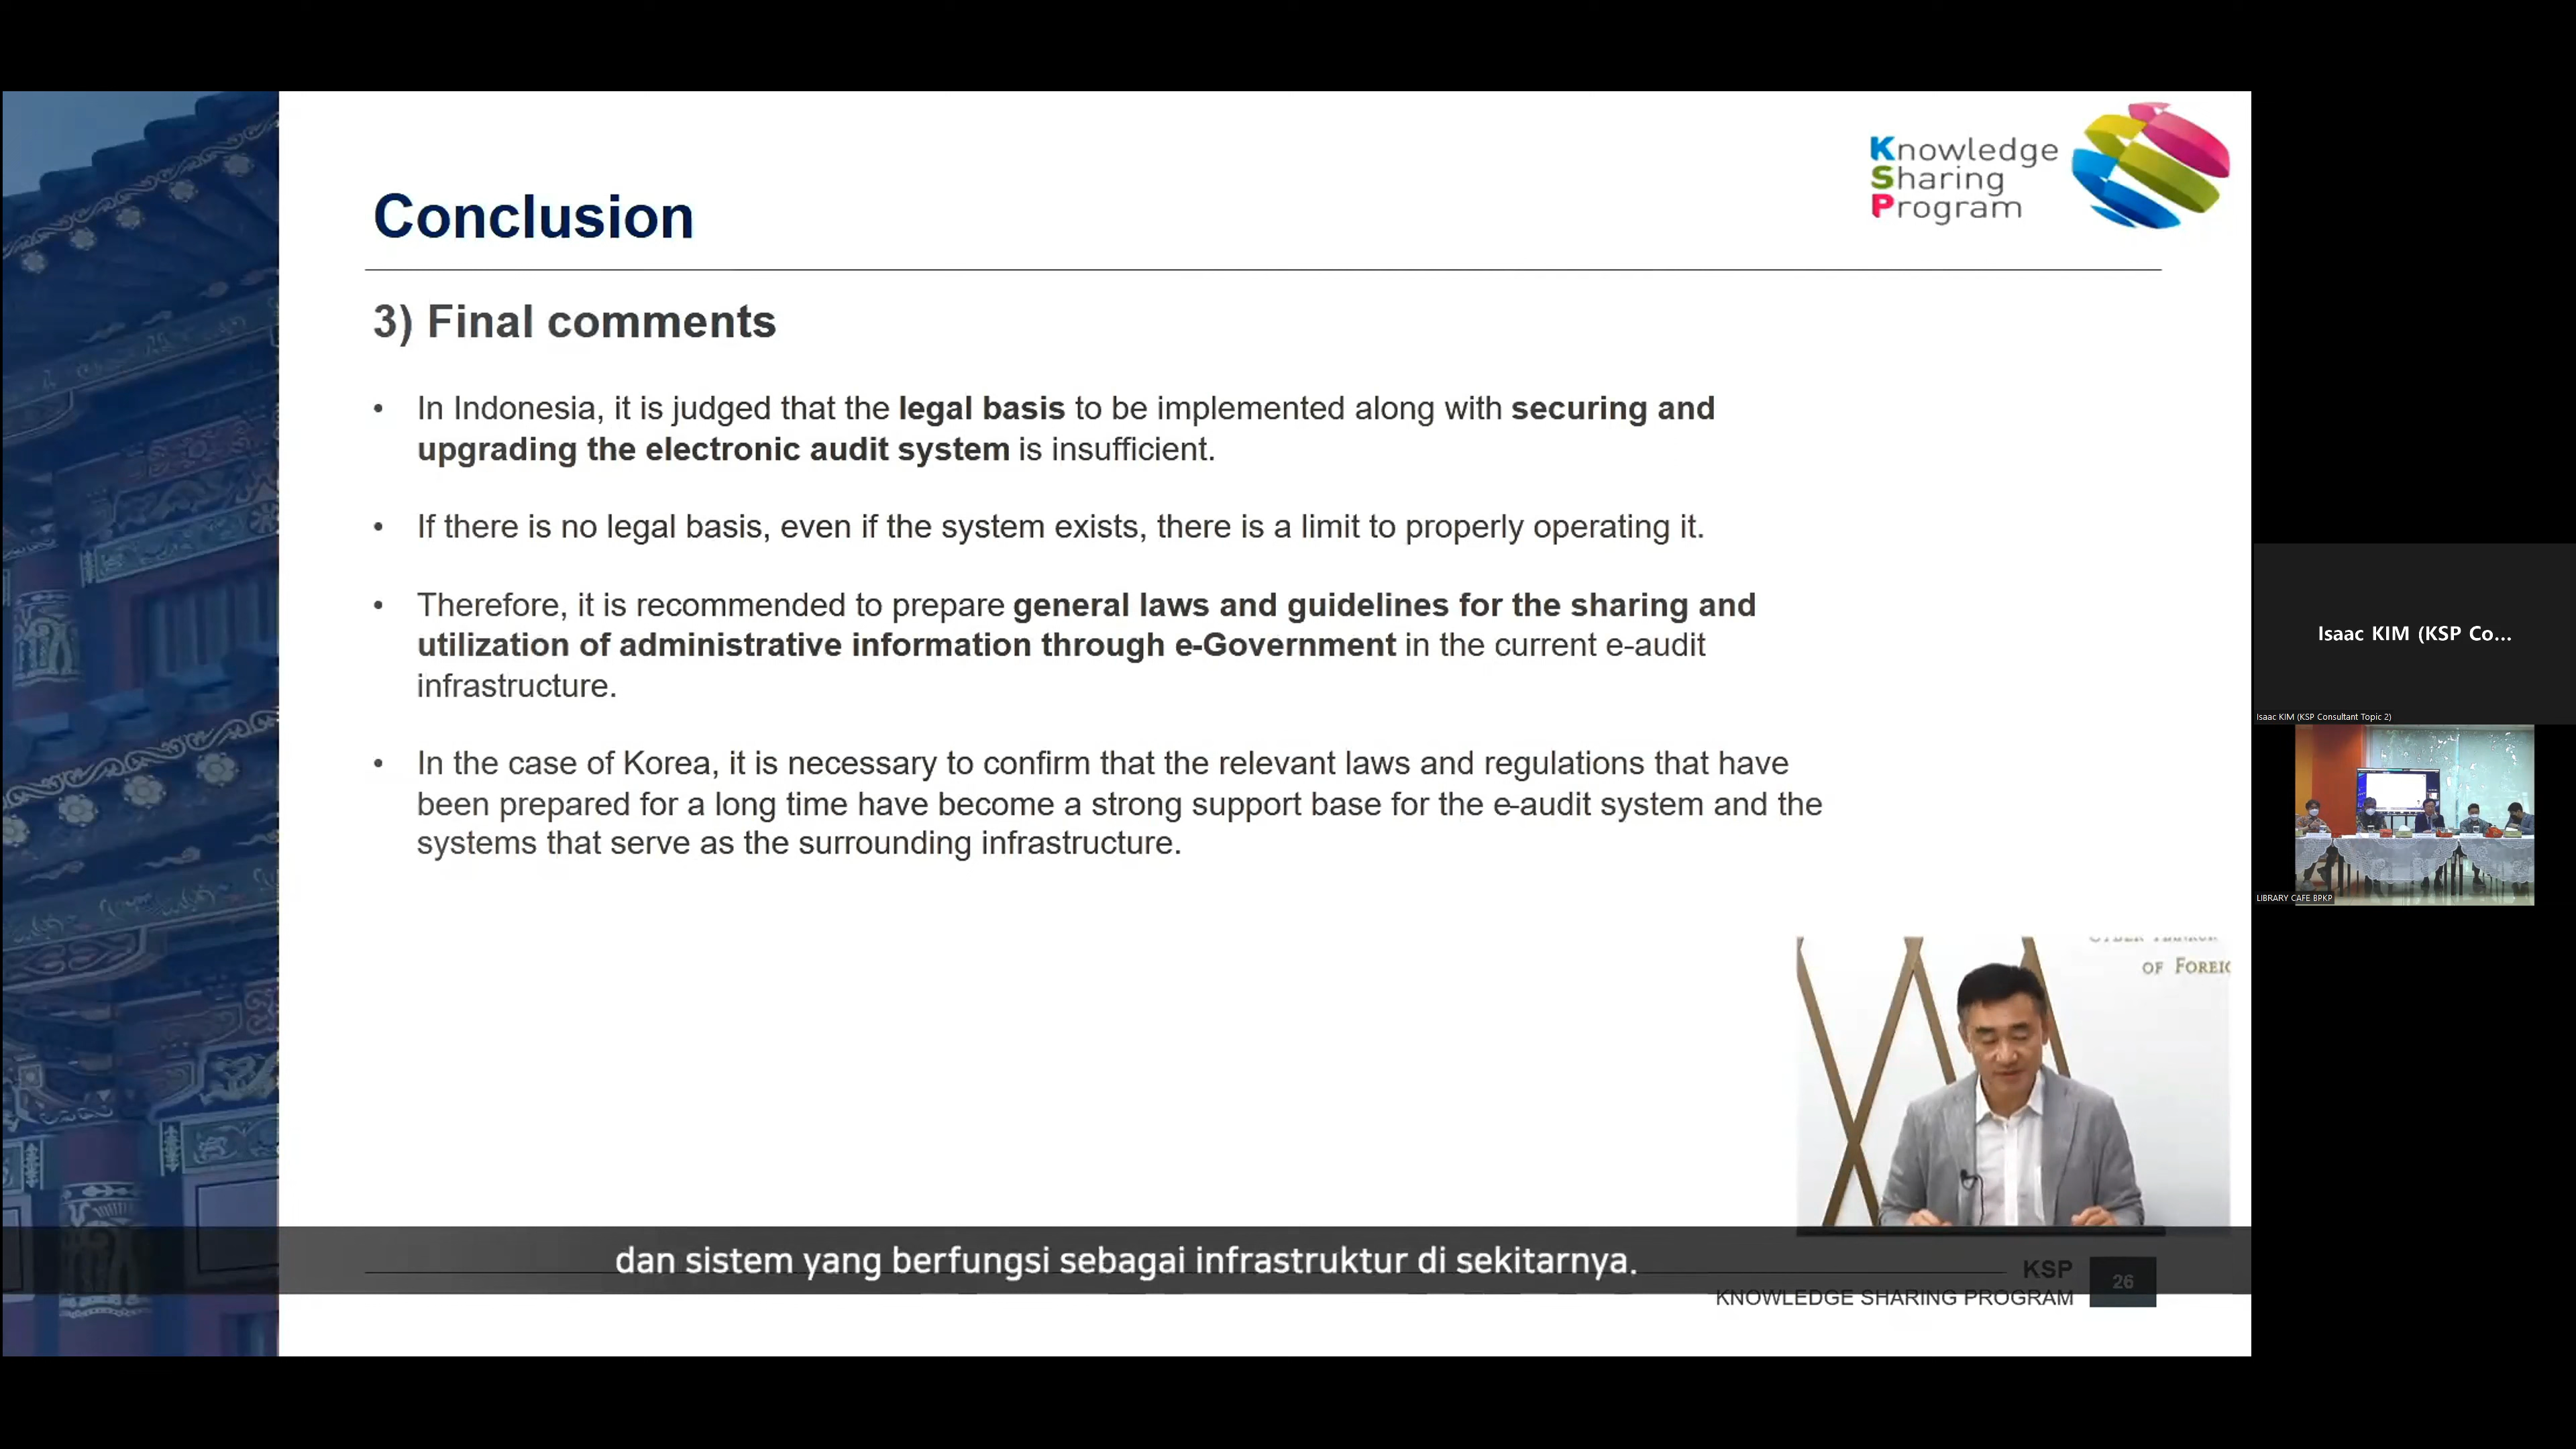 Knowledge
Sharing
Program
Conclusion
3) Final comments
• In Indonesia, it is judged that the legal basis to be implemented along with securing and
upgrading the electronic audit system is insufficient.
• If there is no legal basis, even if the system exists, there is a limit to properly operating it.
• Therefore, it is recommended to prepare general laws and guidelines for the sharing and
utilization of administrative information through e-Government in the current e-audit
infrastructure.
• In the case of Korea, it is necessary to confirm that the relevant laws and regulations that have
been prepared for a long time have become a strong support base for the e-audit system and the
systems that serve as the surrounding infrastructure.
OF FOREIG
dan sistem yang berfungsi sebagai infrastruktur di sekitarnya.
KSP
KNOWLEDGE SHARING PROGRAM
26
Isaac KIM (KSP Co...
Isaac KIM (KSP Consultant Topic 2)
LIBRARY CAFE BPKP